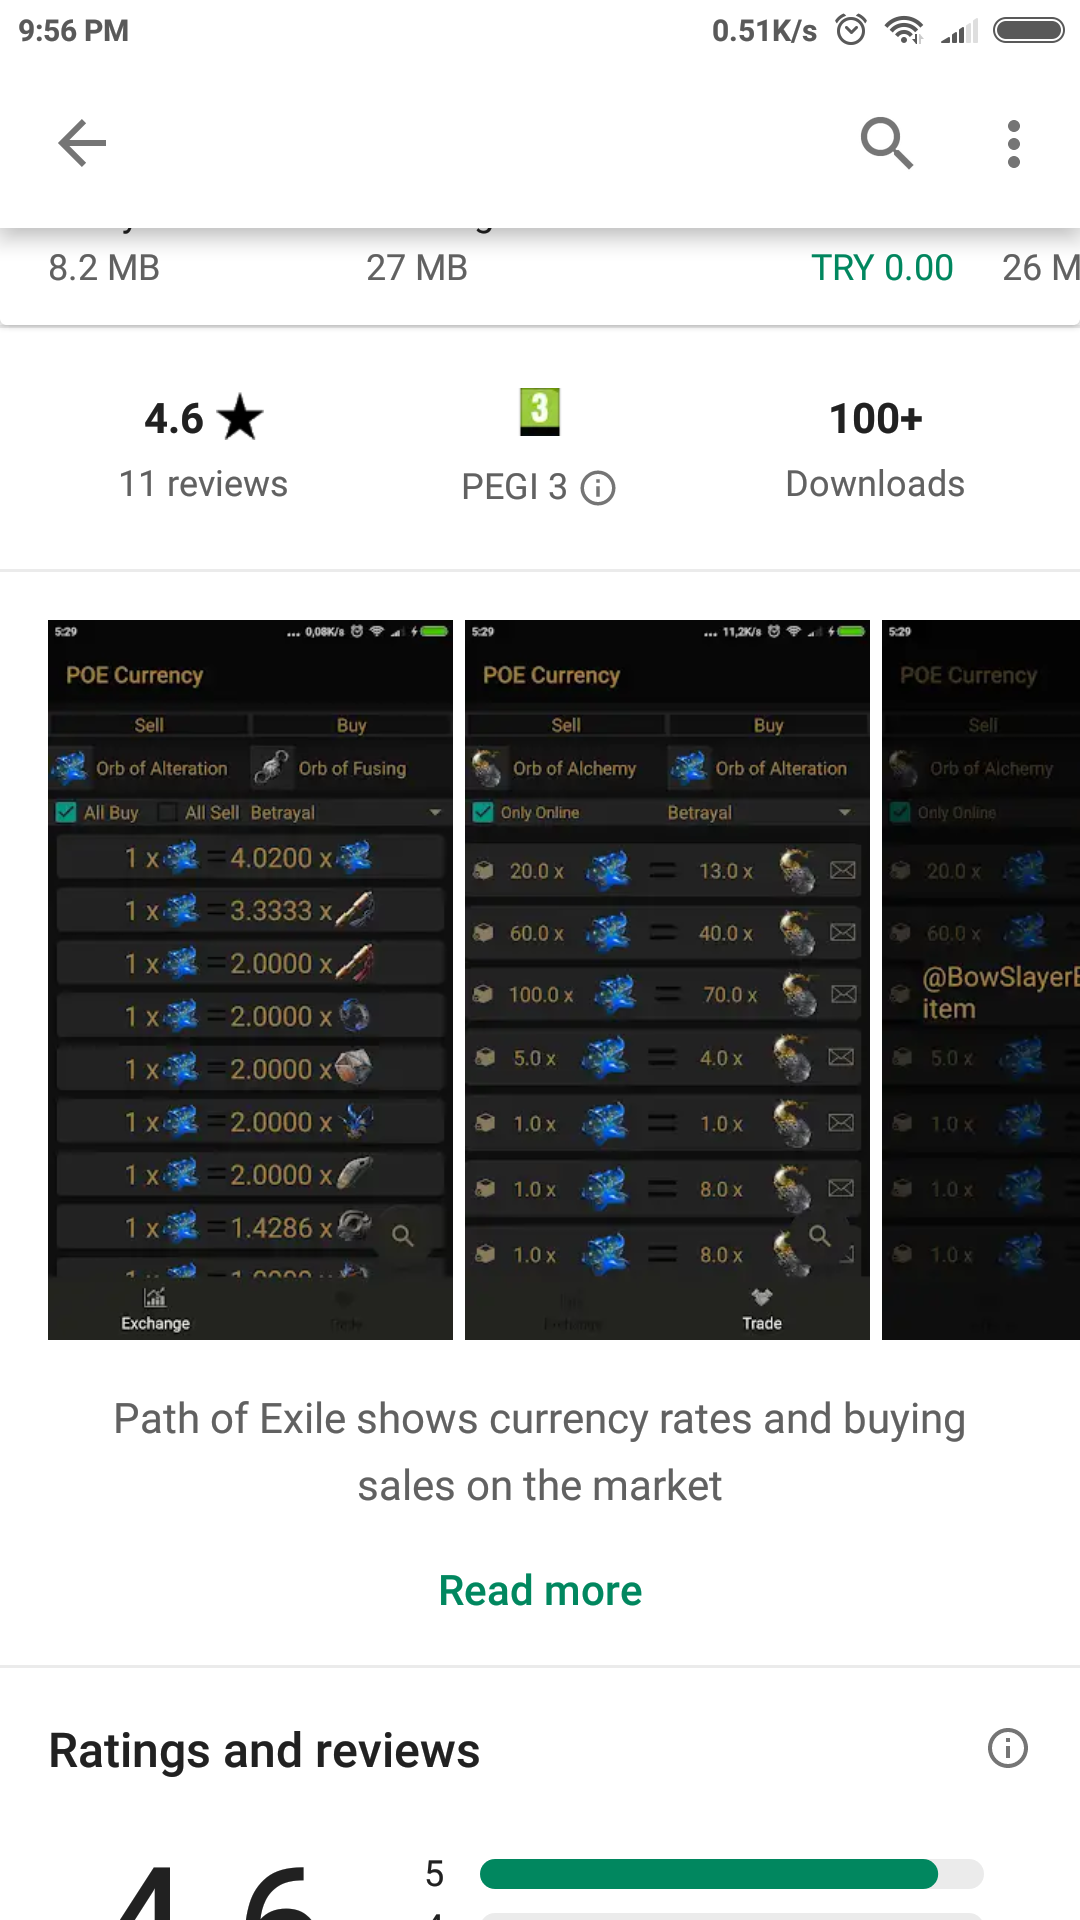 9:56 PM 0.51K/s
8.2 MB 27 MB TRY 0.00 26 M
4.6 ★ 3 100+
11 reviews PEGI 3 Downloads
5:29 ... 0,08K/s
POE Currency
Sell Buy
Orb of Alteration Orb of Fusing
All Buy All Sell Betrayal
1 x = 4.0200 x
1 x = 3.3333 x
1 x = 2.0000 x
1 x = 2.0000 x
1 x = 2.0000 x
1 x = 2.0000 x
1 x = 2.0000 x
1 x = 1.4286 x
Exchange
5:29 ... 11,2K/s
POE Currency
Sell Buy
Orb of Alchemy Orb of Alteration
Only Online Betrayal
20.0 x = 13.0 x
60.0 x = 40.0 x
100.0 x = 70.0 x
5.0 x = 4.0 x
1.0 x = 1.0 x
1.0 x = 8.0 x
1.0 x = 8.0 x
Exchange Trade
5:29
POE Currency
Sell
Orb of Alchemy
Only Online
20.0 x
60.0 x
@BowSlayer
item
5.0 x
1.0 x
1.0 x
1.0 x
Path of Exile shows currency rates and buying
sales on the market
Read more
Ratings and reviews
4.6 5